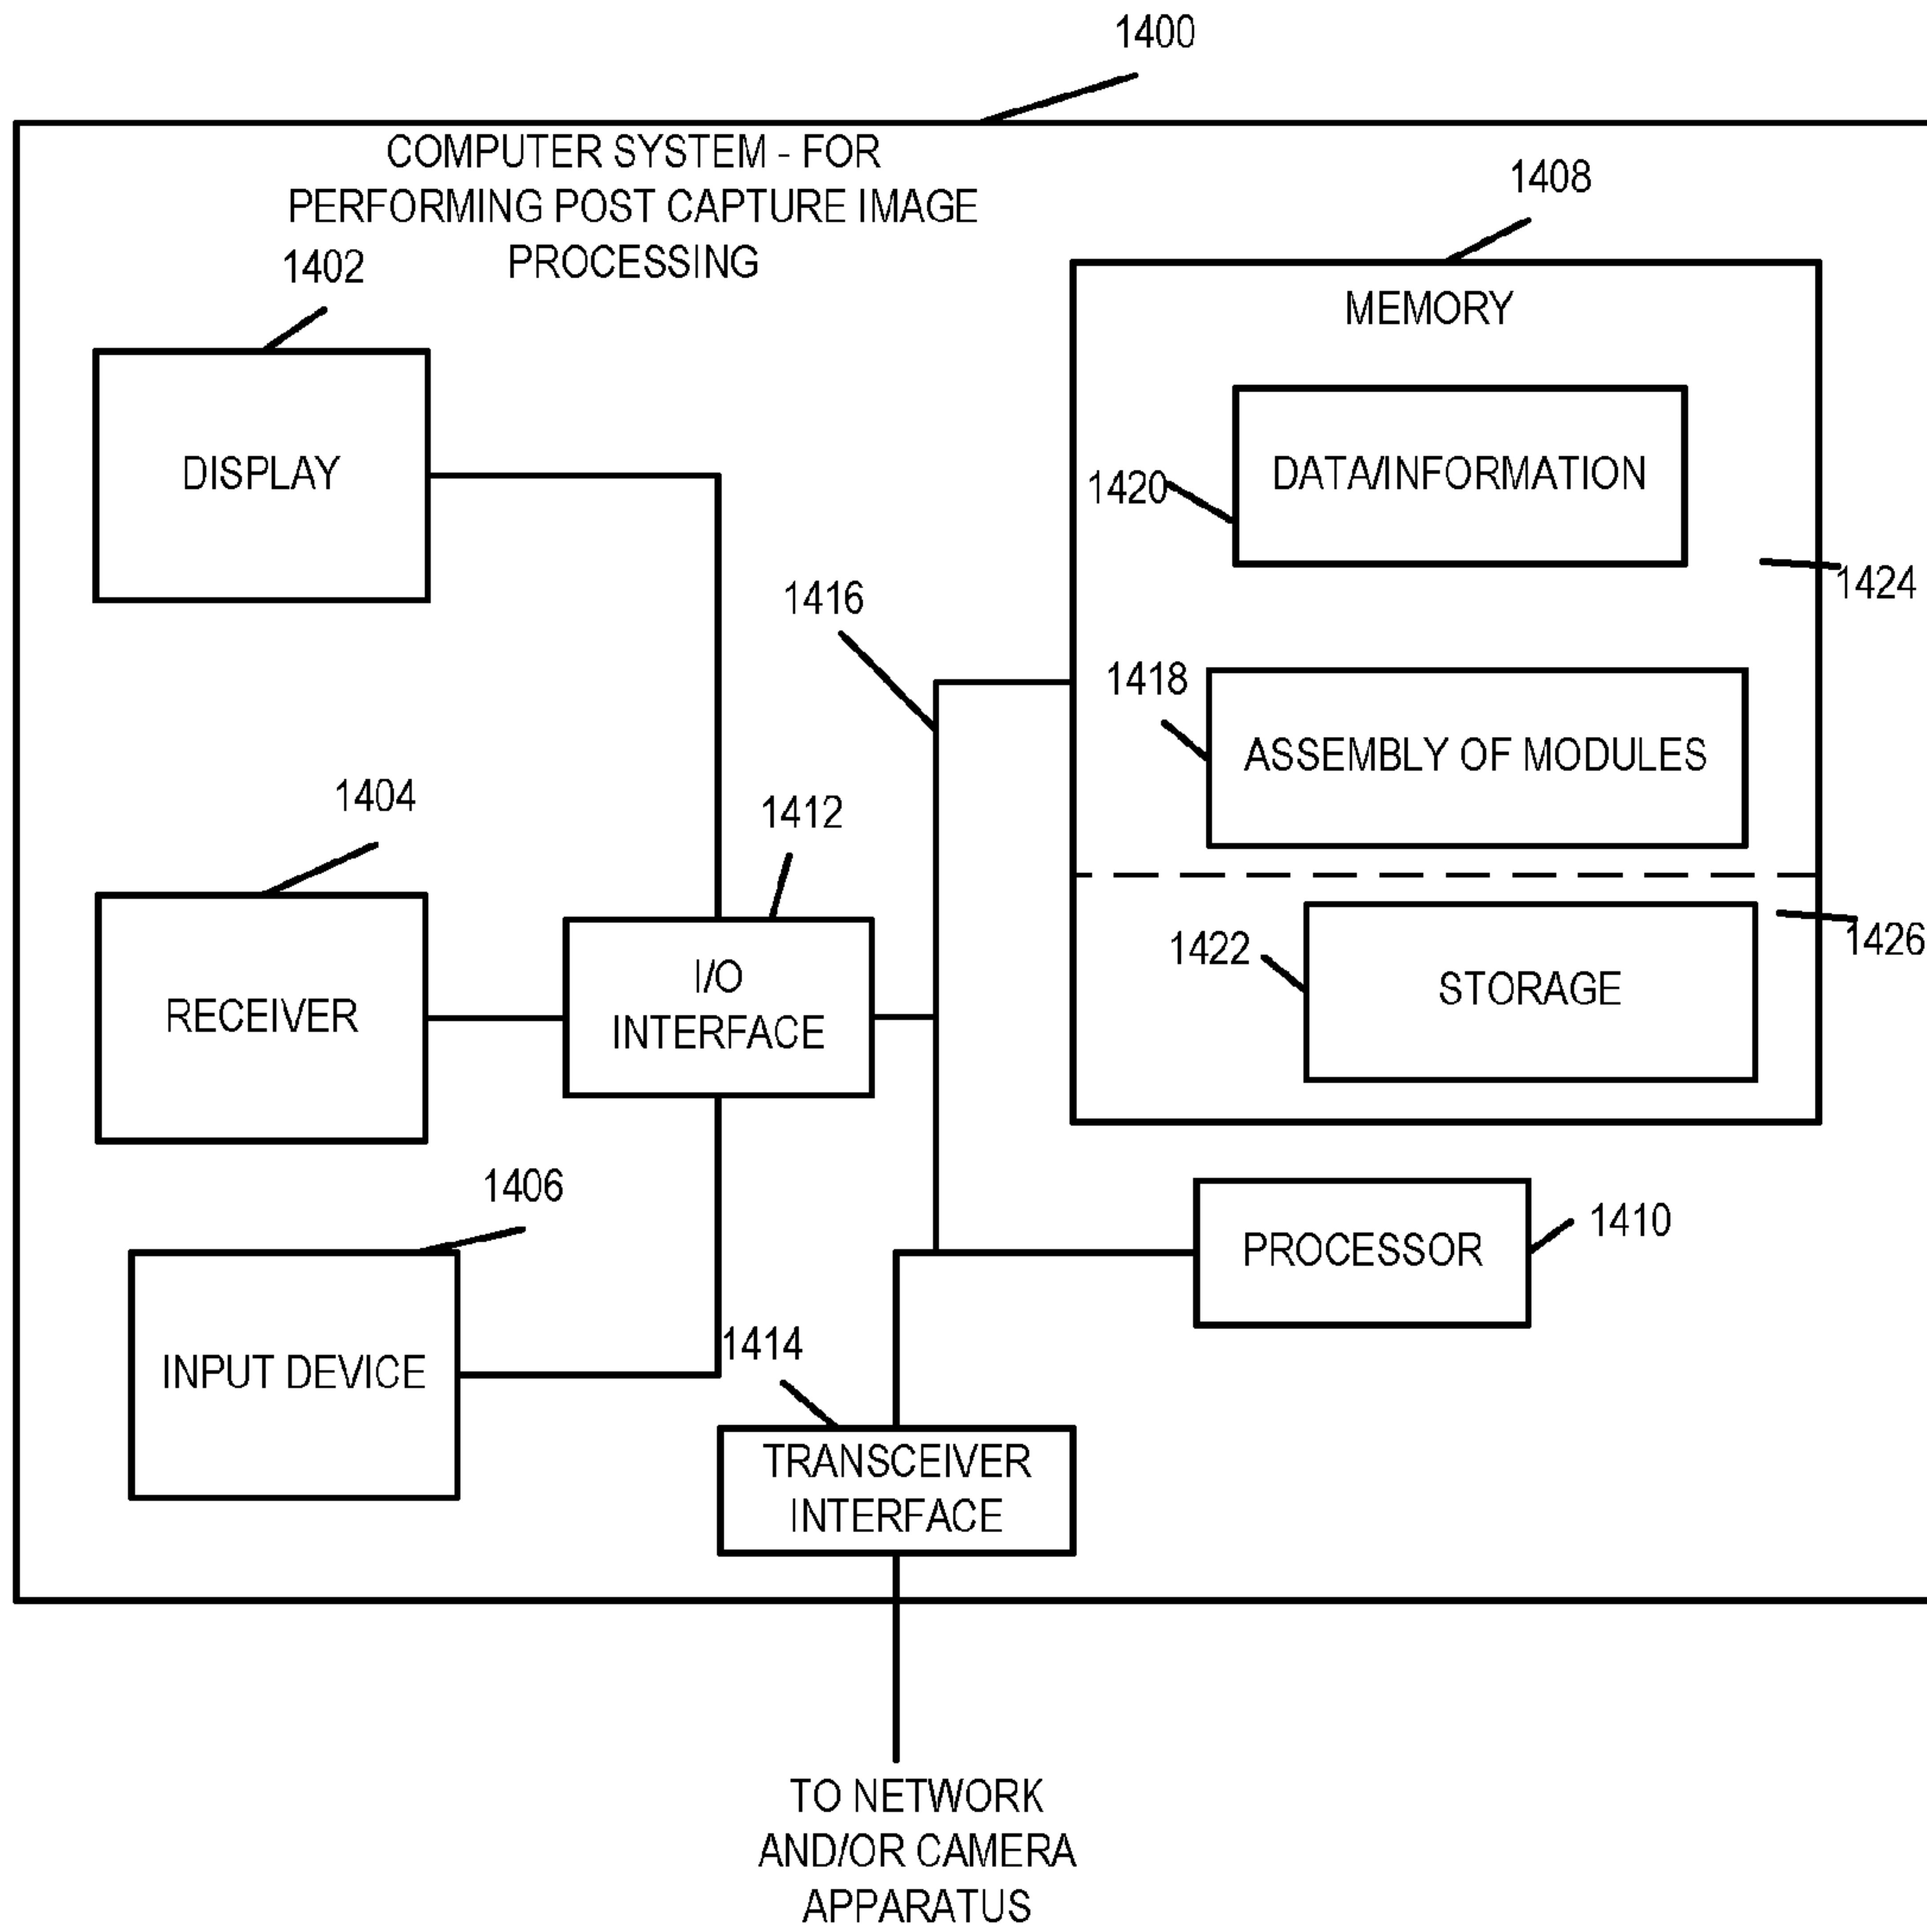 1400
COMPUTER SYSTEM - FOR
PERFORMING POST CAPTURE IMAGE
PROCESSING
1402
DISPLAY
1404
RECEIVER
1406
INPUT DEVICE
1412
I/O
INTERFACE
1416
1408
MEMORY
1420
DATA/INFORMATION
1424
1418
ASSEMBLY OF MODULES
1422
STORAGE
1426
PROCESSOR
1410
1414
TRANSCEIVER
INTERFACE
TO NETWORK
AND/OR CAMERA
APPARATUS